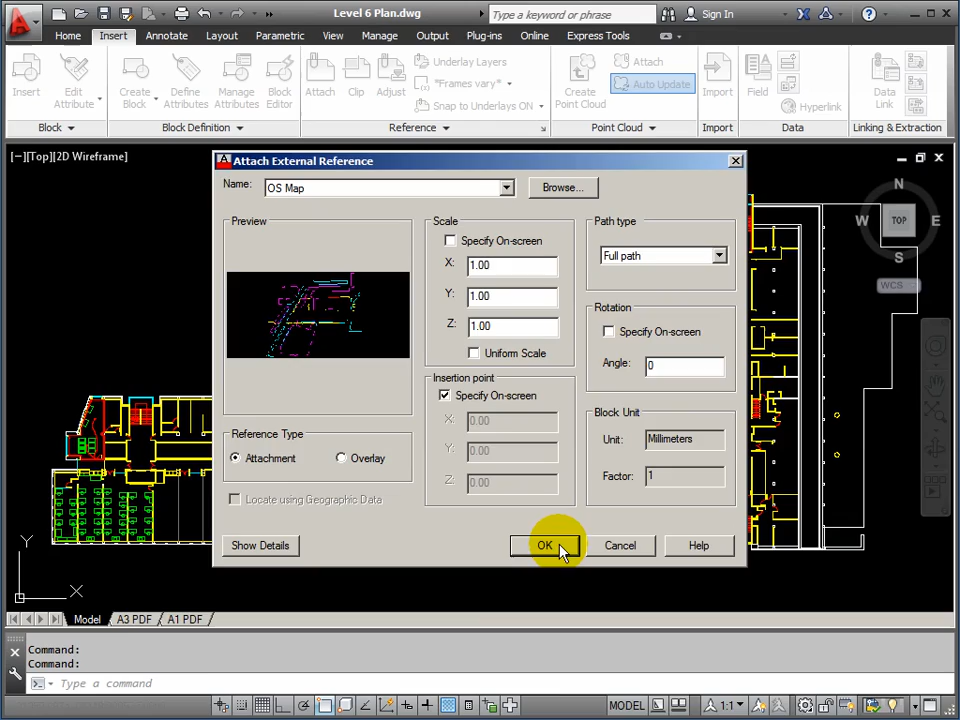 Level 6 Plan.dwg
Type a keyword or phrase
Sign In
Home Insert Annotate Layout Parametric View Manage Output Plug-ins Online Express Tools
Insert
Edit Attribute
Create Block
Define Attributes
Manage Attributes
Block Editor
Attach
Clip
Adjust
Underlay Layers
*Frames vary*
Snap to Underlays ON
Create Point Cloud
Attach
Auto Update
Import
Field
Hyperlink
Data Link
Block Block Definition Reference Point Cloud Import Data Linking & Extraction
[−][Top][2D Wireframe]
Attach External Reference
Name: OS Map Browse...
Preview
Scale
Specify On-screen
X: 1.00
Y: 1.00
Z: 1.00
Uniform Scale
Path type
Full path
Rotation
Specify On-screen
Angle: 0
Insertion point
Specify On-screen
X: 0.00
Y: 0.00
Z: 0.00
Block Unit
Unit: Millimeters
Factor: 1
Reference Type
Attachment Overlay
Locate using Geographic Data
Show Details OK Cancel Help
N
W TOP E
S
WCS
Y
X
Model A3 PDF A1 PDF
Command:
Command:
Type a command
MODEL 1:1